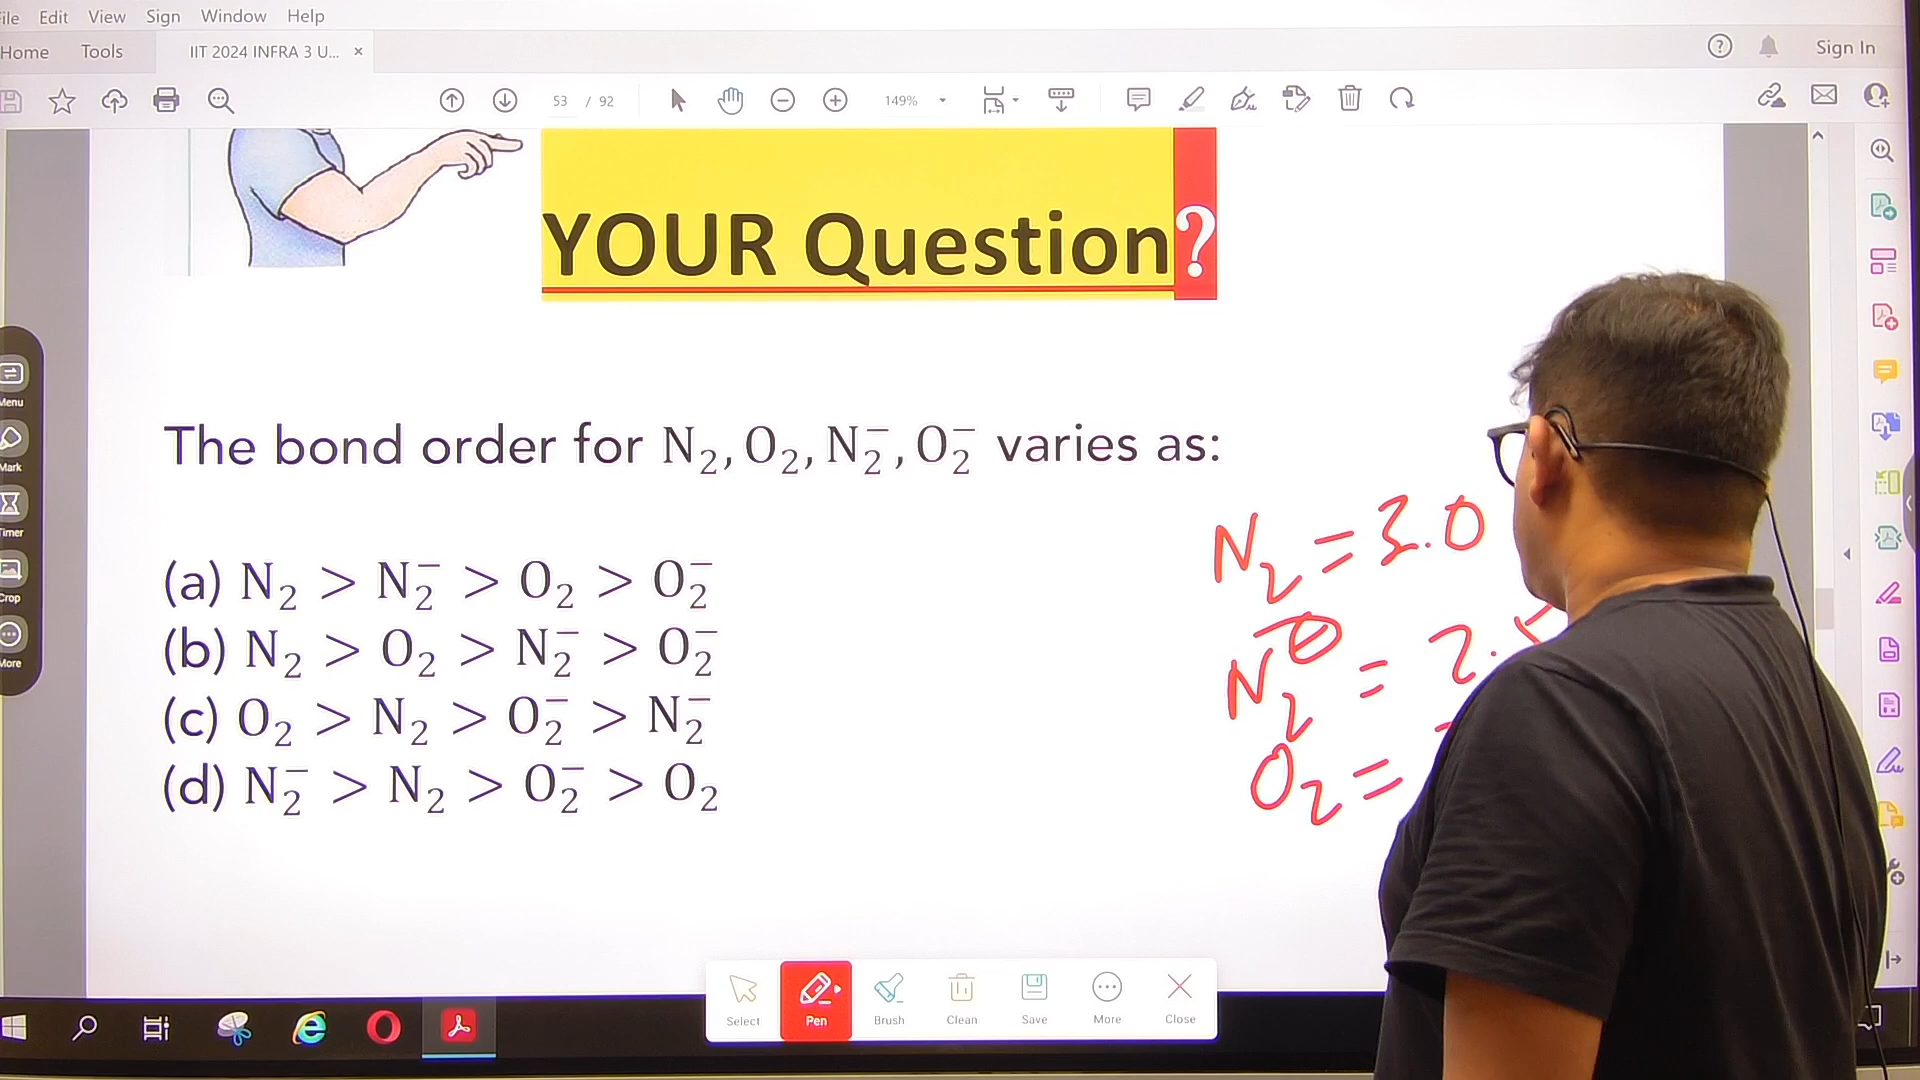 File Edit View Sign Window Help
Home Tools IIT 2024 INFRA 3 U... × Sign In
53 / 92 149%
YOUR Question?
The bond order for N₂, O₂, N₂⁻, O₂⁻ varies as:
(a) N₂ > N₂⁻ > O₂ > O₂⁻
(b) N₂ > O₂ > N₂⁻ > O₂⁻
(c) O₂ > N₂ > O₂⁻ > N₂⁻
(d) N₂⁻ > N₂ > O₂⁻ > O₂
N₂ = 3.0
N₂⊖ = 2.5
O₂ =
Menu
Mark
Timer
Crop
More
Select Pen Brush Clean Save More Close